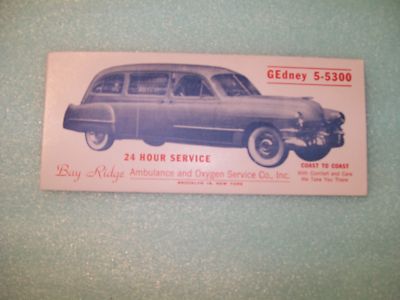 GEdney 5-5300
24 HOUR SERVICE
Bay Ridge Ambulance and Oxygen Service Co., Inc.
BROOKLYN 19, NEW YORK
COAST TO COAST
With Comfort and Care
We Take You There